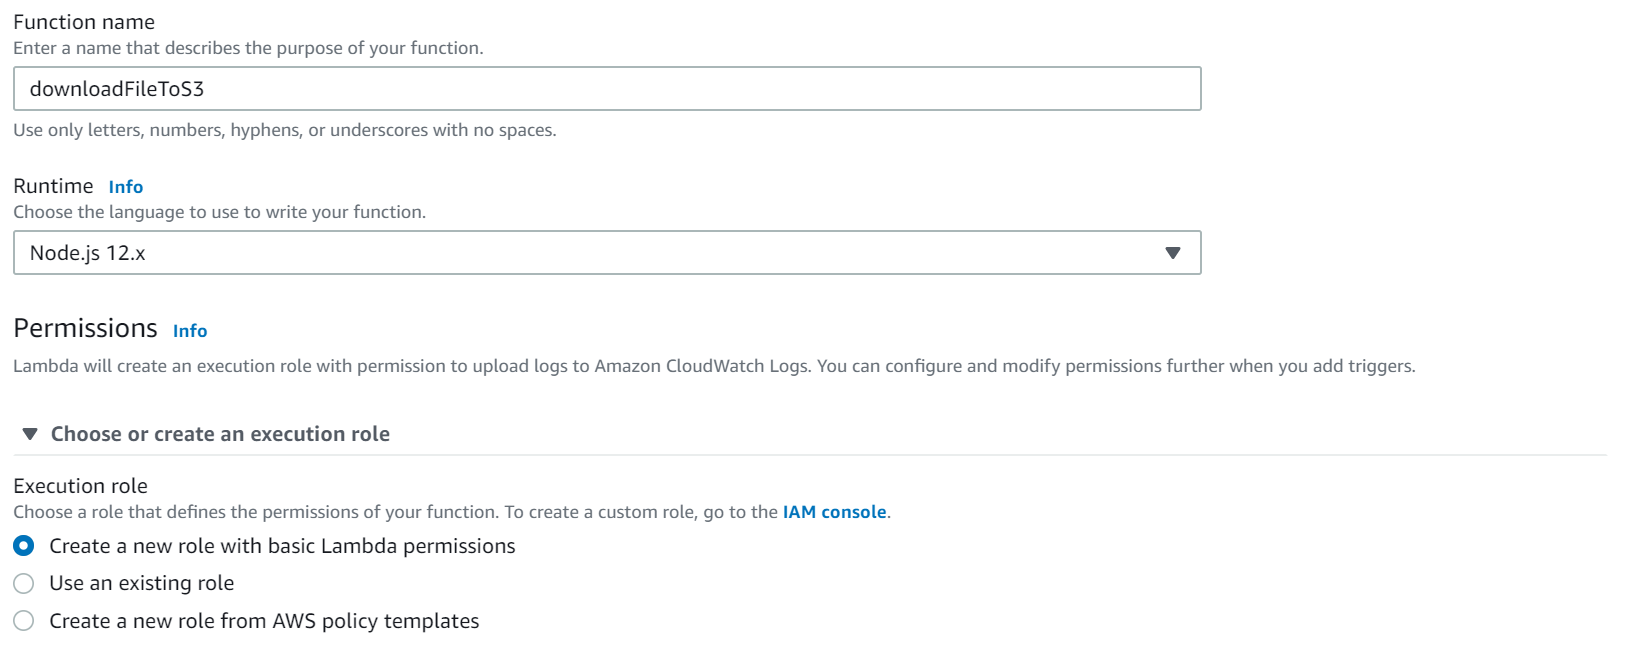 Function name
Enter a name that describes the purpose of your function.
downloadFileToS3
Use only letters, numbers, hyphens, or underscores with no spaces.
Runtime Info
Choose the language to use to write your function.
Node.js 12.x
Permissions Info
Lambda will create an execution role with permission to upload logs to Amazon CloudWatch Logs. You can configure and modify permissions further when you add triggers.
Choose or create an execution role
Execution role
Choose a role that defines the permissions of your function. To create a custom role, go to the IAM console.
Create a new role with basic Lambda permissions
Use an existing role
Create a new role from AWS policy templates